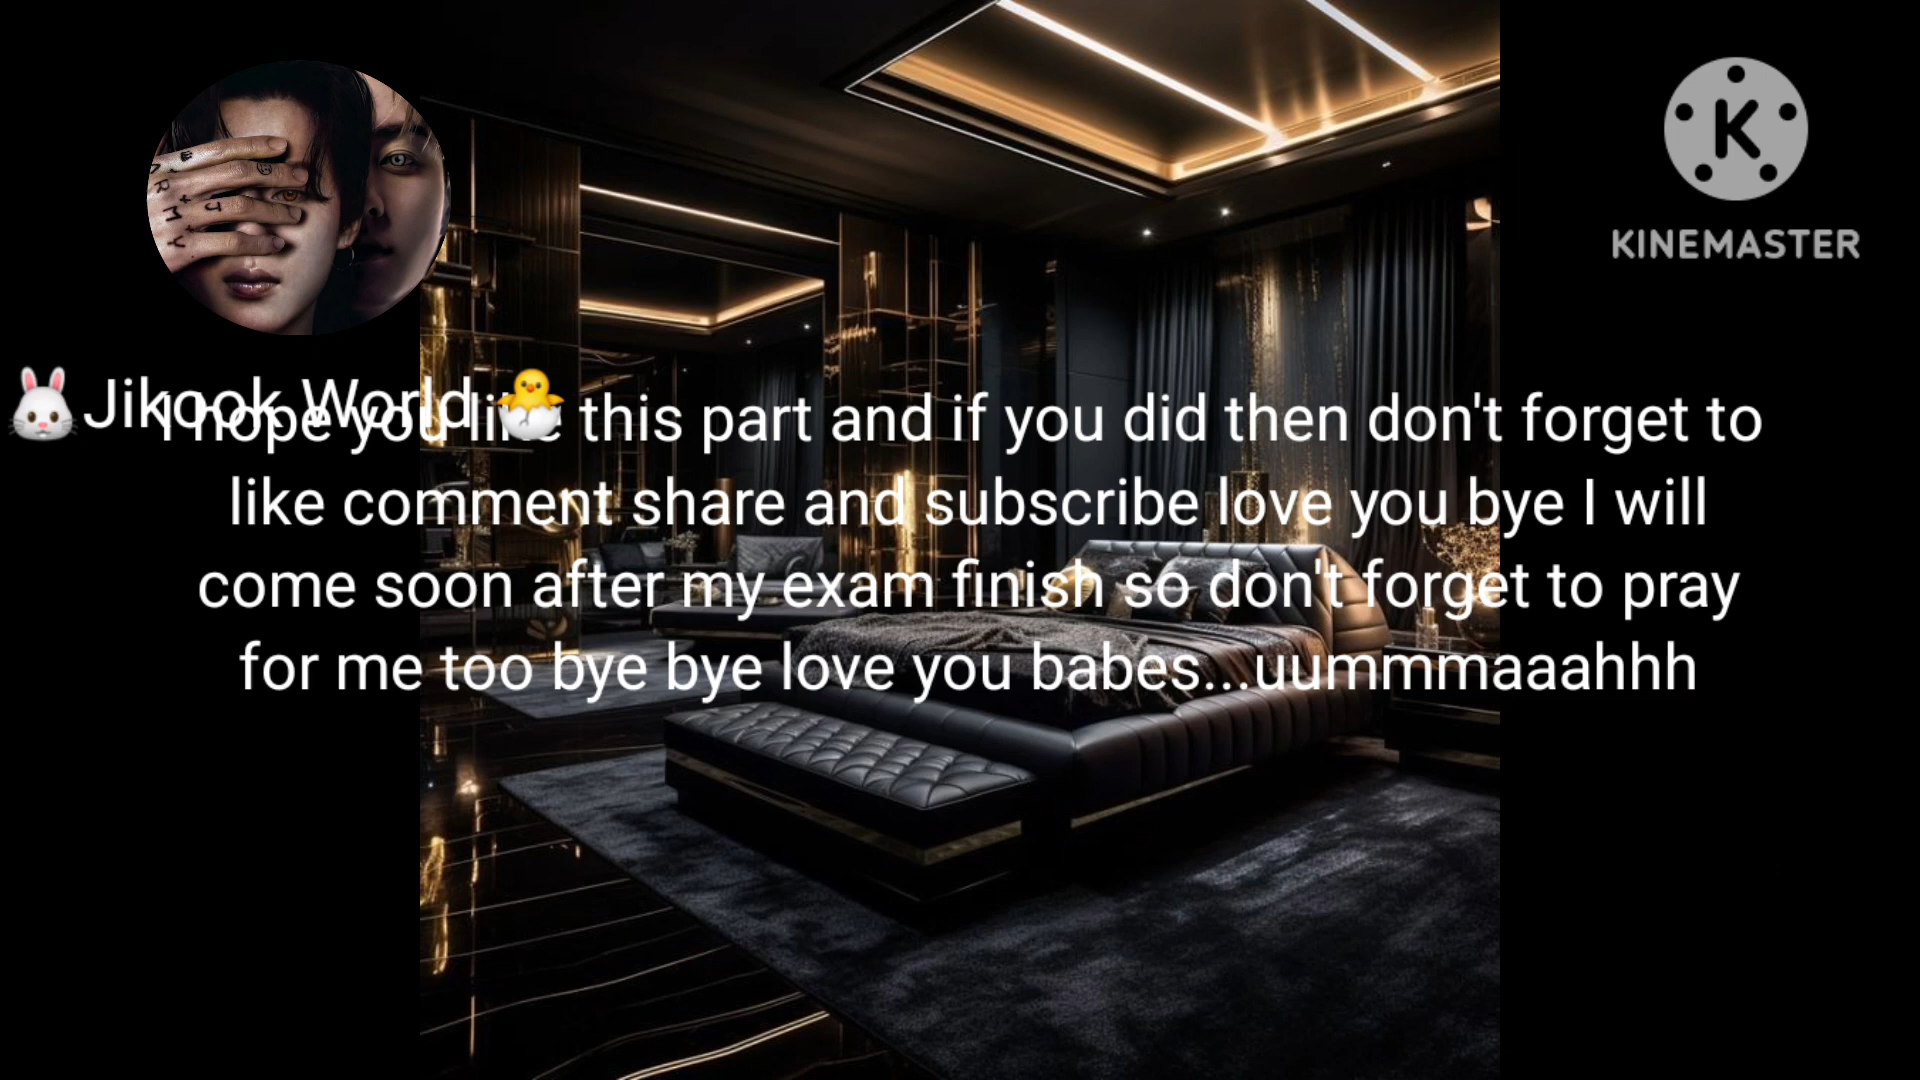 KINEMASTER
🐰Jikook World 🐣
I hope you like this part and if you did then don't forget to
like comment share and subscribe love you bye I will
come soon after my exam finish so don't forget to pray
for me too bye bye love you babes...uummmaaahhh
ARMY
J